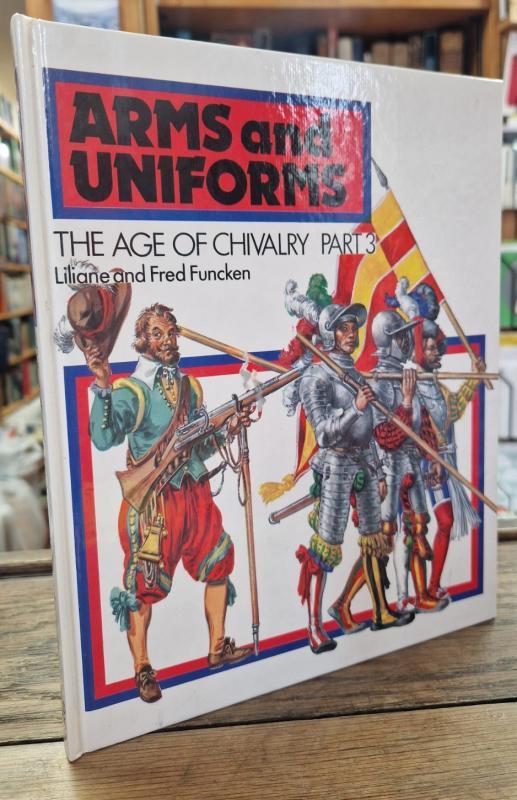 ARMS and
UNIFORMS
THE AGE OF CHIVALRY PART 3
Liliane and Fred Funcken